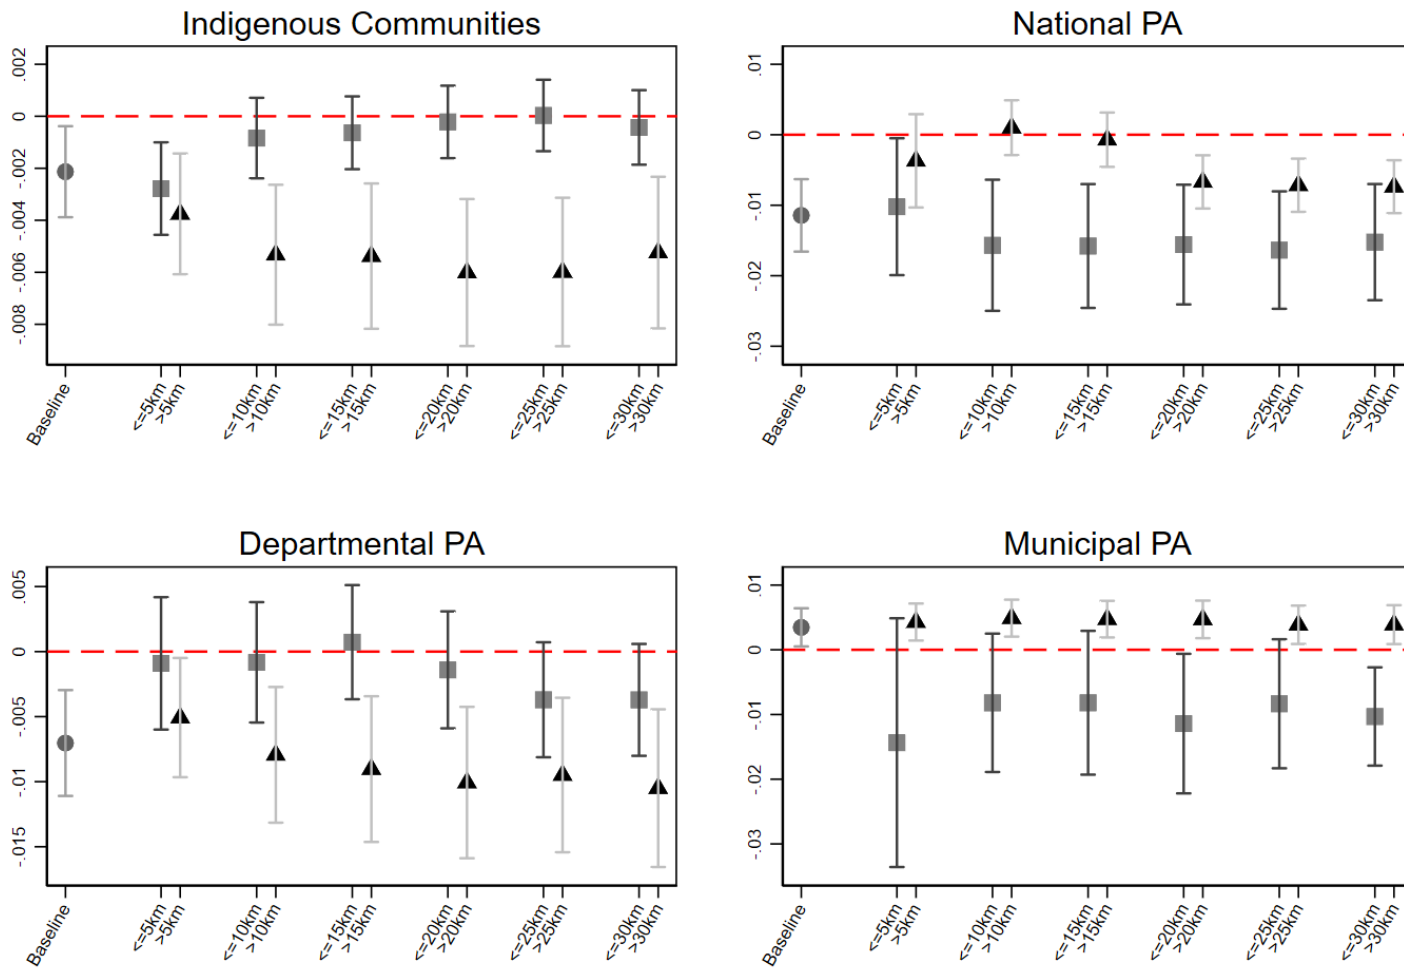 Indigenous Communities
.002
0
-.002
-.004
-.006
-.008
Baseline
<=5km
>5km
<=10km
>10km
<=15km
>15km
<=20km
>20km
<=25km
>25km
<=30km
>30km
National PA
.01
0
-.01
-.02
-.03
Baseline
<=5km
>5km
<=10km
>10km
<=15km
>15km
<=20km
>20km
<=25km
>25km
<=30km
>30km
Departmental PA
.005
0
-.005
-.01
-.015
Baseline
<=5km
>5km
<=10km
>10km
<=15km
>15km
<=20km
>20km
<=25km
>25km
<=30km
>30km
Municipal PA
.01
0
-.01
-.02
-.03
Baseline
<=5km
>5km
<=10km
>10km
<=15km
>15km
<=20km
>20km
<=25km
>25km
<=30km
>30km